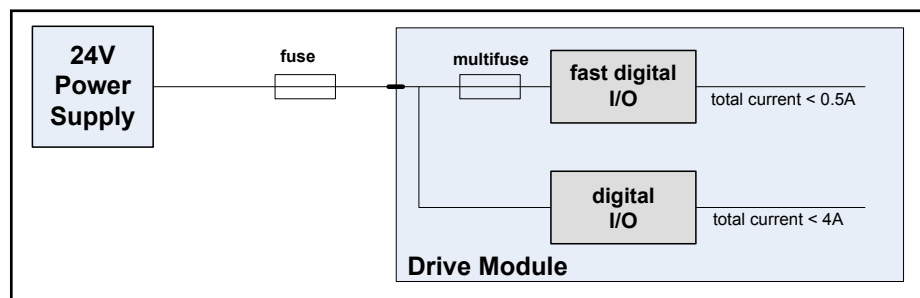 24V
Power
Supply
fuse
multifuse
fast digital
I/O
total current < 0.5A
digital
I/O
total current < 4A
Drive Module